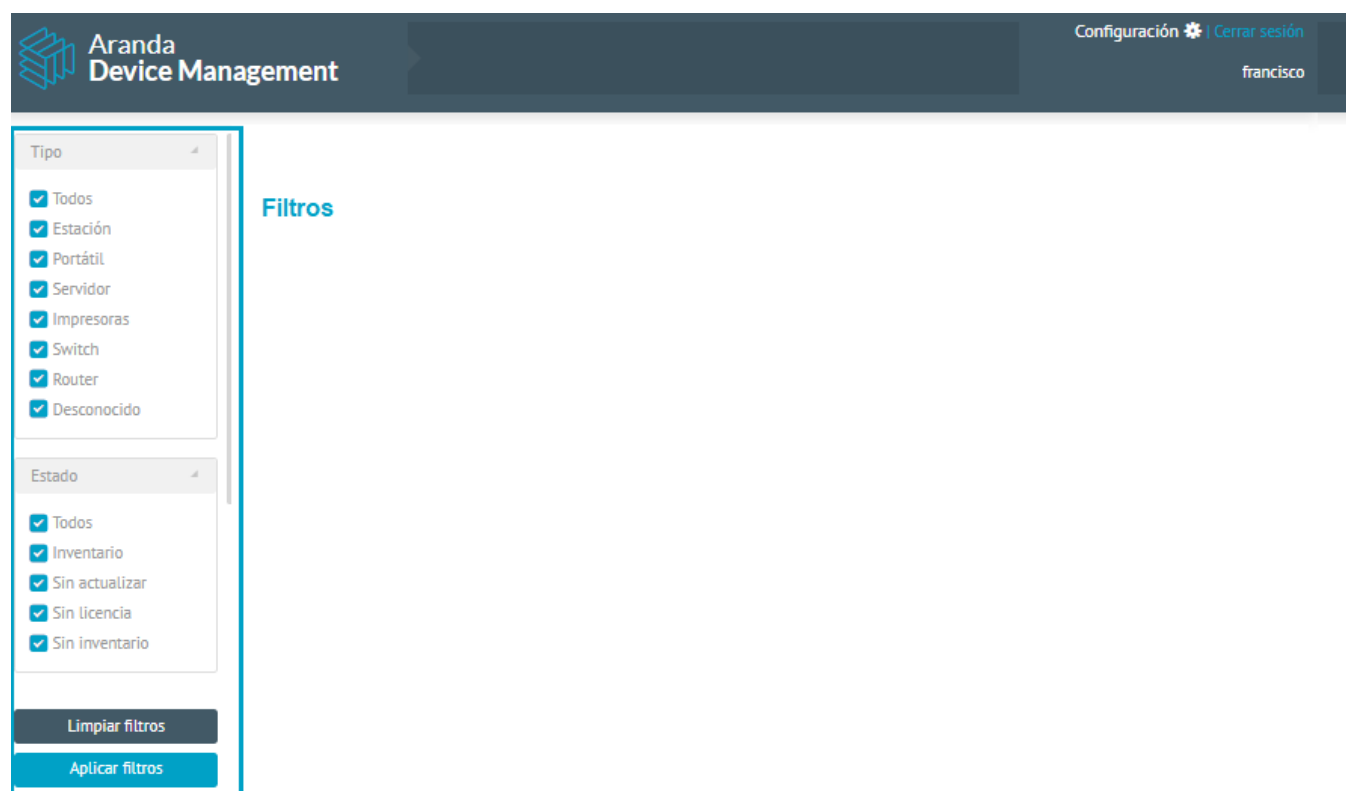 Aranda
Device Management
Configuración | Cerrar sesión
francisco
Tipo
Todos
Estación
Portátil
Servidor
Impresoras
Switch
Router
Desconocido
Filtros
Estado
Todos
Inventario
Sin actualizar
Sin licencia
Sin inventario
Limpiar filtros
Aplicar filtros